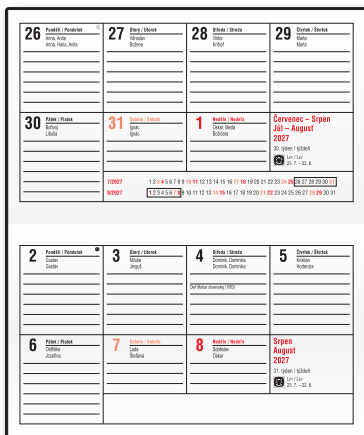 26 Pondělí / Pondelok
Anna, Anita
Anna, Hana, Anita
27 Úterý / Utorok
Věroslav
Božena
28 Středa / Streda
Viktor
Krištof
29 Čtvrtek / Štvrtok
Marta
Marta
30 Pátek / Piatok
Bořivoj
Libuša
31 Sobota / Sobota
Ignác
Ignác
1 Neděle / Nedeľa
Oskar, Meda
Božidara
Červenec – Srpen
Júl – August
2027
30. týden / týždeň
Lev / Lev
23. 7. – 22. 8.
7/2027 1 2 3 4 5 6 7 8 9 10 11 12 13 14 15 16 17 18 19 20 21 22 23 24 25 26 27 28 29 30 31
8/2027 1 2 3 4 5 6 7 8 9 10 11 12 13 14 15 16 17 18 19 20 21 22 23 24 25 26 27 28 29 30 31
2 Pondělí / Pondelok
Gustav
Gustáv
3 Úterý / Utorok
Miluše
Jerguš
4 Středa / Streda
Dominik, Dominika
Dominik, Dominika
Deň Matice slovenskej (1863)
5 Čtvrtek / Štvrtok
Kristián
Hortenzia
6 Pátek / Piatok
Oldřiška
Jozefína
7 Sobota / Sobota
Lada
Štefánia
8 Neděle / Nedeľa
Soběslav
Oskar
Srpen
August
2027
31. týden / týždeň
Lev / Lev
23. 7. – 22. 8.